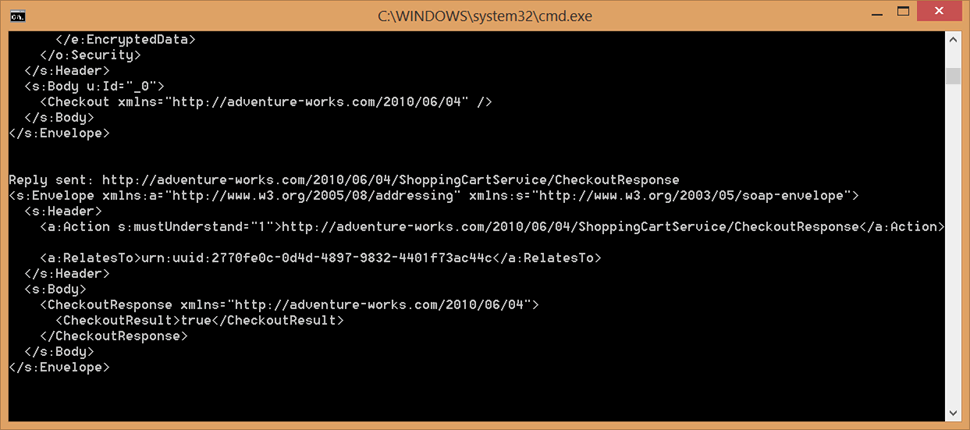 C:\WINDOWS\system32\cmd.exe
</e:EncryptedData>
</o:Security>
</s:Header>
<s:Body u:Id="_0">
<Checkout xmlns="http://adventure-works.com/2010/06/04" />
</s:Body>
</s:Envelope>
Reply sent: http://adventure-works.com/2010/06/04/ShoppingCartService/CheckoutResponse
<s:Envelope xmlns:a="http://www.w3.org/2005/08/addressing" xmlns:s="http://www.w3.org/2003/05/soap-envelope">
<s:Header>
<a:Action s:mustUnderstand="1">http://adventure-works.com/2010/06/04/ShoppingCartService/CheckoutResponse</a:Action>
<a:RelatesTo>urn:uuid:2770fe0c-0d4d-4897-9832-4401f73ac44c</a:RelatesTo>
</s:Header>
<s:Body>
<CheckoutResponse xmlns="http://adventure-works.com/2010/06/04">
<CheckoutResult>true</CheckoutResult>
</CheckoutResponse>
</s:Body>
</s:Envelope>